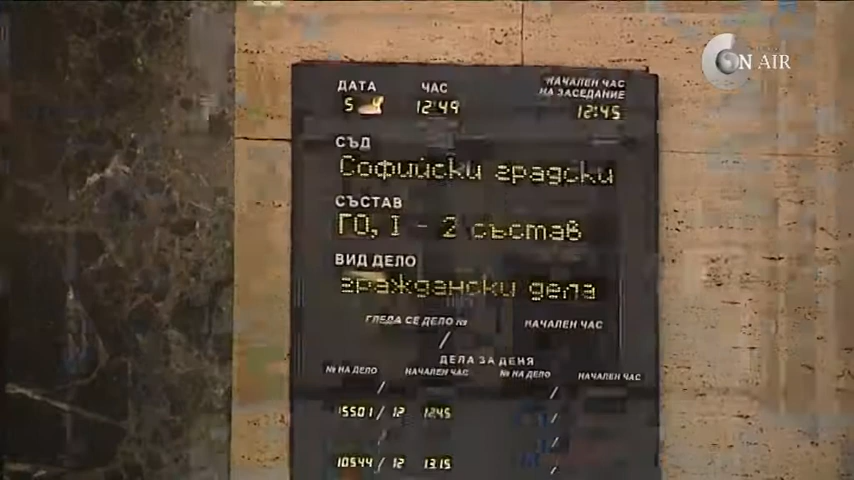 ON AIR
ДАТА ЧАС НАЧАЛЕН ЧАС
НА ЗАСЕДАНИЕ
12:49 12:45
СЪД
Софийски градски
СЪСТАВ
ГО, I - 2 състав
ВИД ДЕЛО
граждански дела
ГЛЕДА СЕ ДЕЛО № НАЧАЛЕН ЧАС
/
ДЕЛА ЗА ДЕНЯ
№ НА ДЕЛО НАЧАЛЕН ЧАС № НА ДЕЛО НАЧАЛЕН ЧАС
/ /
15501 / 12 12:45 /
/ /
10544 / 12 13:15 /